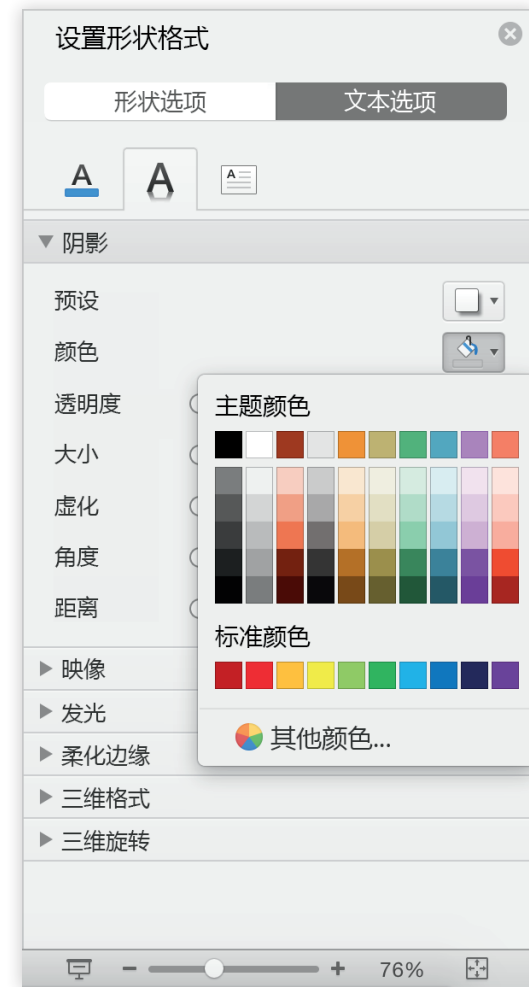 设置形状格式
形状选项 文本选项
A A A
阴影
预设
颜色
透明度
大小
虚化
角度
距离
主题颜色
标准颜色
其他颜色...
映像
发光
柔化边缘
三维格式
三维旋转
76%